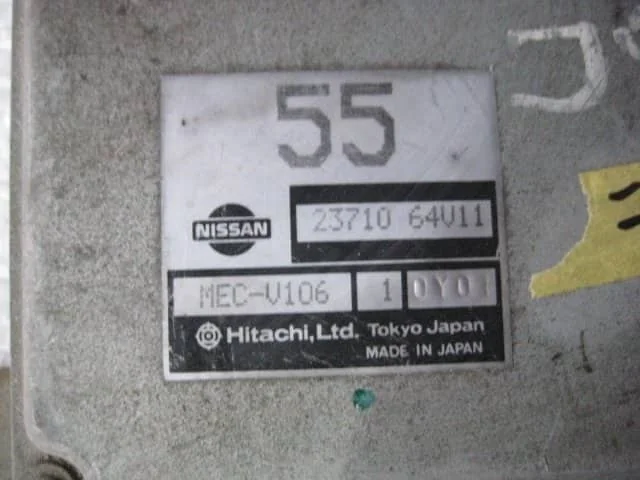 55
NISSAN
23710 64V11
MEC-V106 1 0Y01
Hitachi, Ltd. Tokyo Japan
MADE IN JAPAN